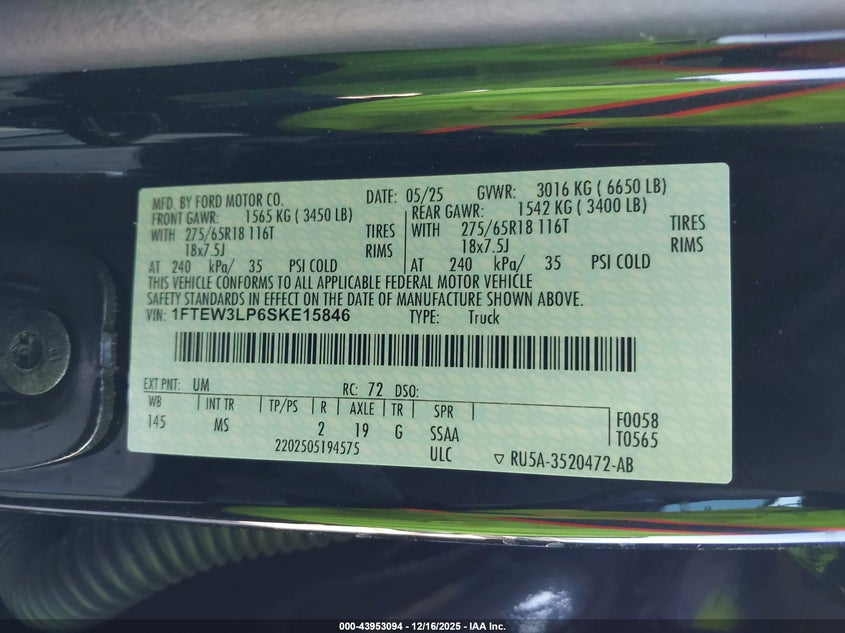 MFD. BY FORD MOTOR CO. DATE: 05/25 GVWR: 3016 KG ( 6650 LB)
FRONT GAWR: 1565 KG ( 3450 LB) REAR GAWR: 1542 KG ( 3400 LB)
WITH 275/65R18 116T TIRES WITH 275/65R18 116T TIRES
18x7.5J RIMS 18x7.5J RIMS
AT 240 kPa/ 35 PSI COLD AT 240 kPa/ 35 PSI COLD
THIS VEHICLE CONFORMS TO ALL APPLICABLE FEDERAL MOTOR VEHICLE
SAFETY STANDARDS IN EFFECT ON THE DATE OF MANUFACTURE SHOWN ABOVE.
VIN: 1FTEW3LP6SKE15846 TYPE: Truck
EXT PNT: UM RC: 72 DSO:
WB INT TR TP/PS R AXLE TR SPR F0058
145 MS 2 19 G SSAA T0565
2202505194575 ULC ▽ RU5A-3520472-AB
000-43953094 - 12/16/2025 - IAA Inc.